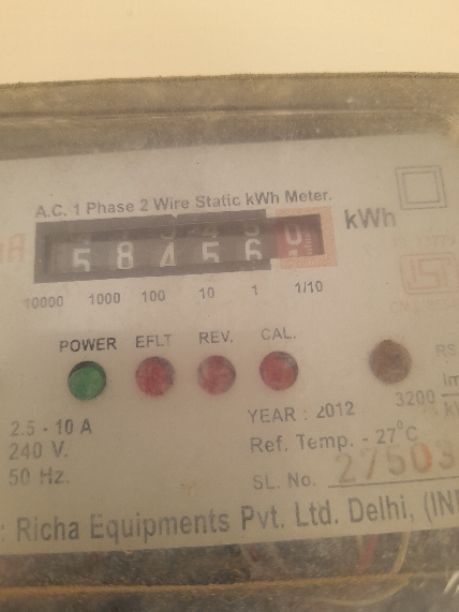 A.C. 1 Phase 2 Wire Static kWh Meter.
58456 0 kWh
10000 1000 100 10 1 1/10
POWER EFLT REV. CAL.
2.5 - 10 A
240 V.
50 Hz.
3200
YEAR : 2012
Ref. Temp. - 27°C
SL. No. 27503
: Richa Equipments Pvt. Ltd. Delhi,